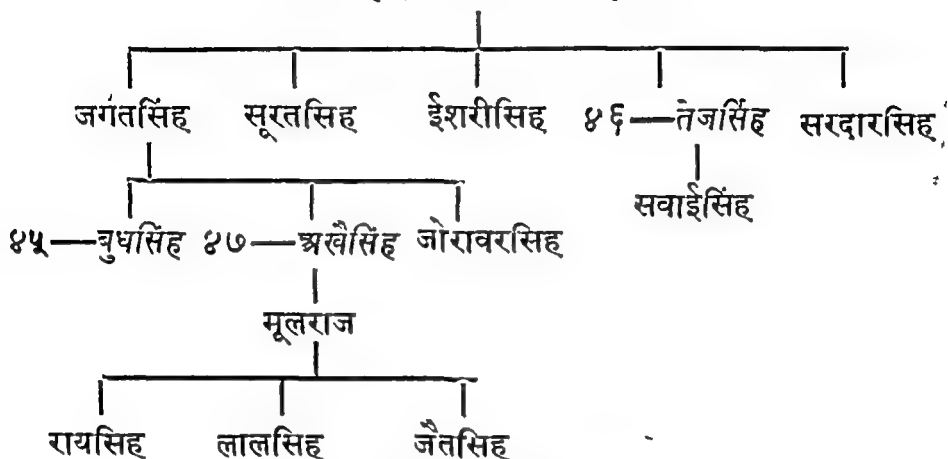 जगतसिंह सूरतसिंह ईशरीसिंह ४६—तेजसिंह सरदारसिंह
सवाईसिंह
४५—बुधसिंह ४७—अखैसिंह जोरावरसिंह
मूलराज
रायसिंह लालसिंह जैतसिंह